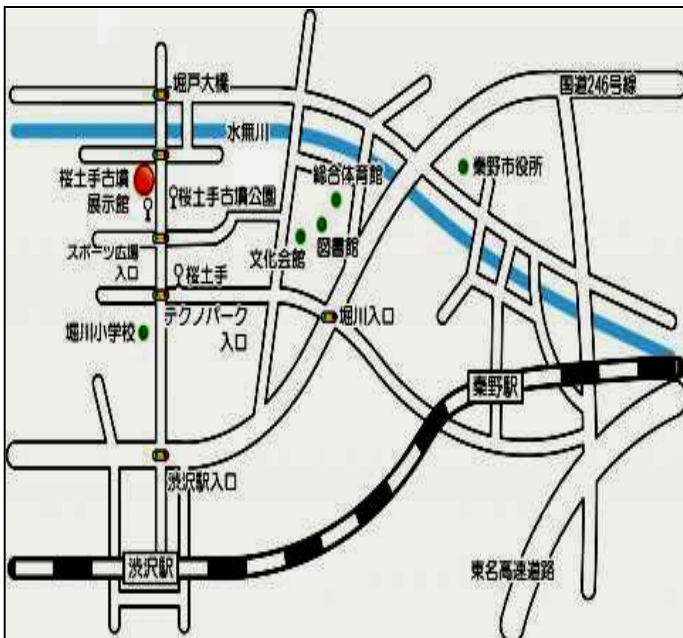 堀戸大橋
国道246号線
水無川
総合体育館
秦野市役所
桜土手古墳
展示館
桜土手古墳公園
図書館
文化会館
スポーツ広場
入口
桜土手
テクノパーク
入口
堀川入口
堀川小学校
秦野駅
渋沢駅入口
渋沢駅
東名高速道路